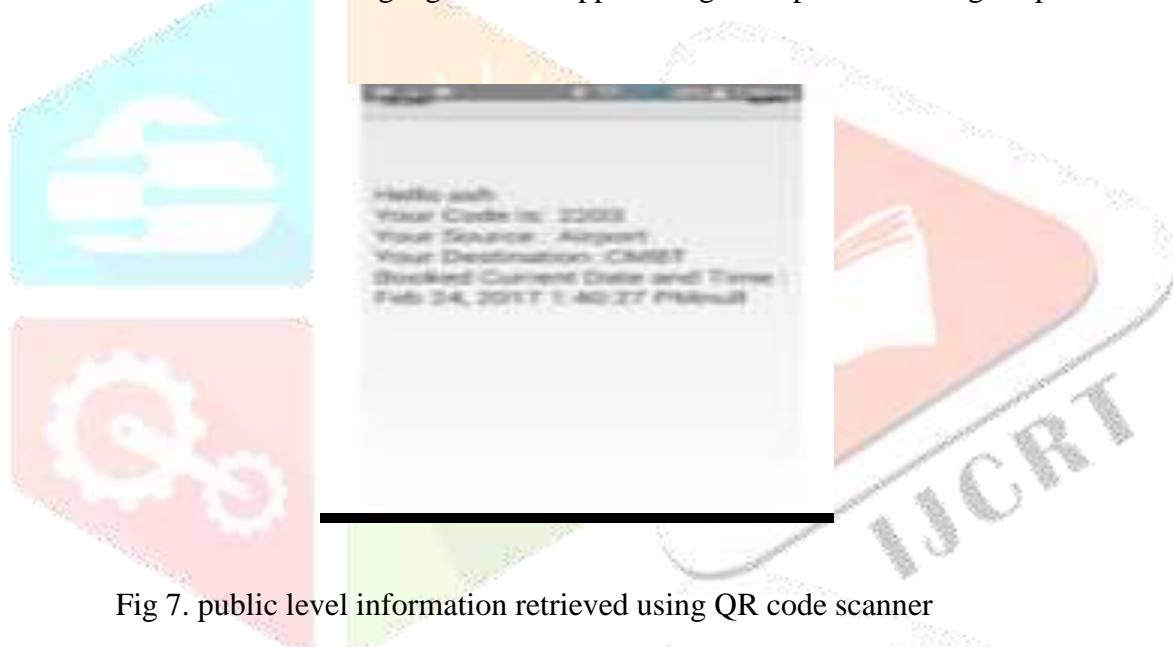 Hello ash
Your Code is:
Your Source : Airport
Your Destination :CMBT
Booked Current Date and Time :
Feb 24, 2017 1:40:27 PMnull
IJCRT
Fig 7. public level information retrieved using QR code scanner